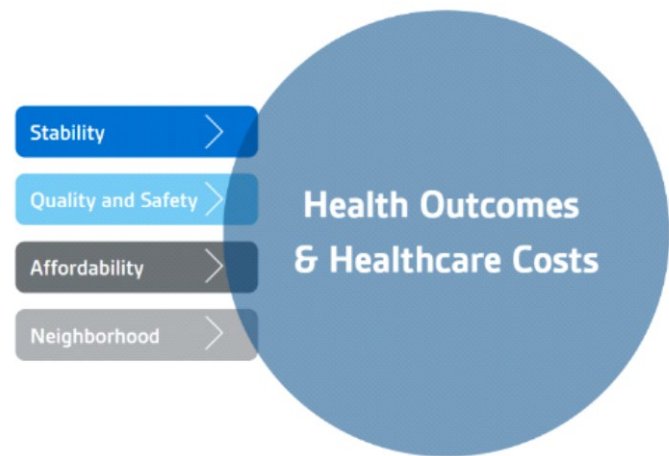 Stability
Quality and Safety
Affordability
Neighborhood
Health Outcomes
& Healthcare Costs